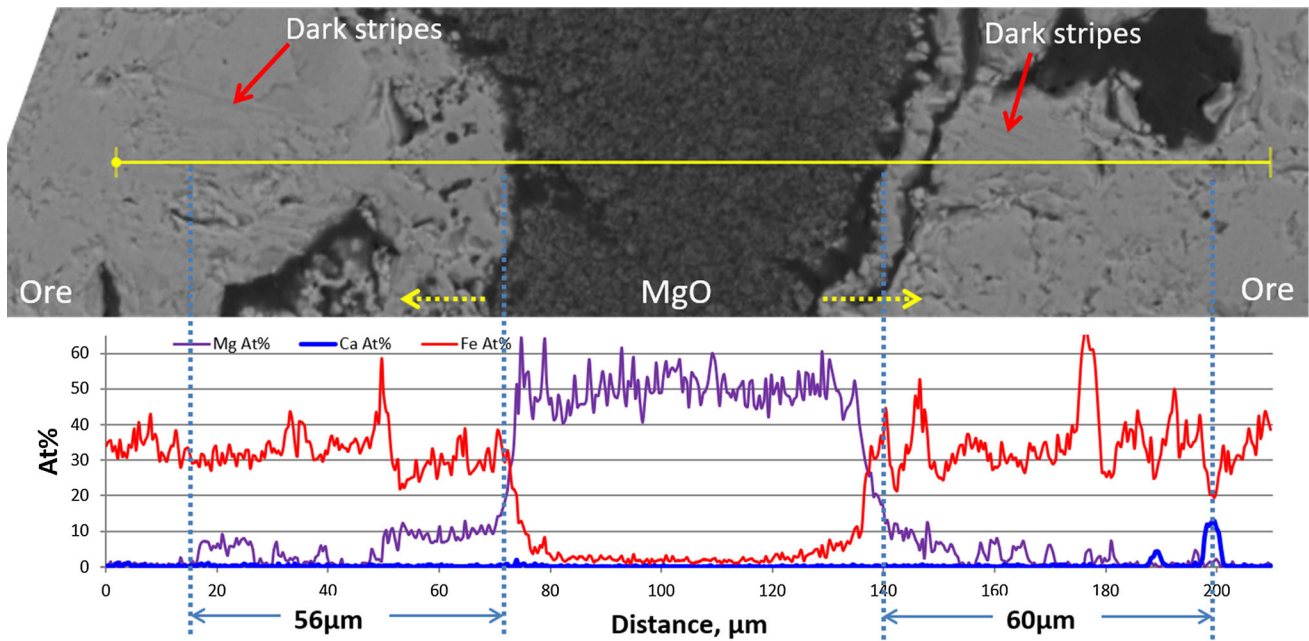 Dark stripes
Dark stripes
Ore
MgO
Ore
Mg At%
Ca At%
Fe At%
At%
60
50
40
30
20
10
0
0
20
40
60
80
100
120
140
160
180
200
56µm
Distance, µm
60µm